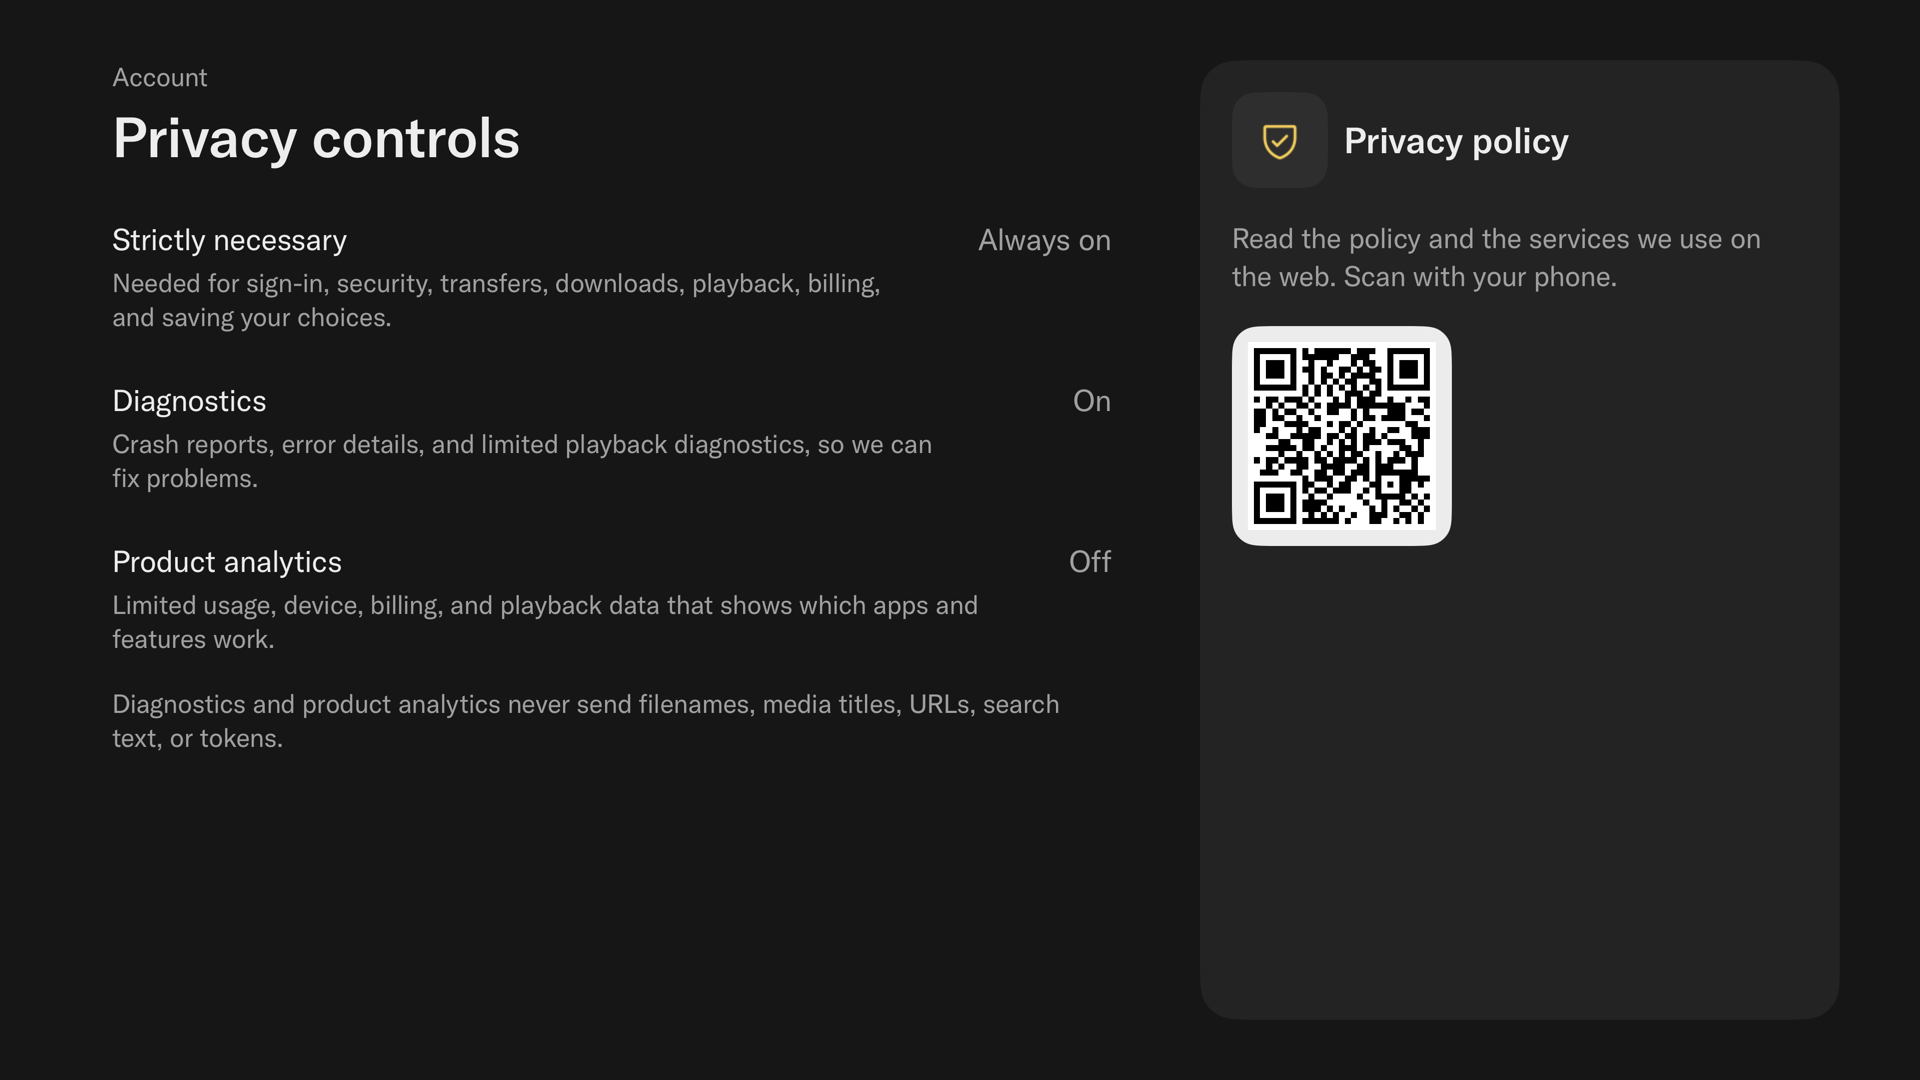 Account
Privacy controls
Strictly necessary
Always on
Needed for sign-in, security, transfers, downloads, playback, billing,
and saving your choices.
Diagnostics
On
Crash reports, error details, and limited playback diagnostics, so we can
fix problems.
Product analytics
Off
Limited usage, device, billing, and playback data that shows which apps and
features work.
Diagnostics and product analytics never send filenames, media titles, URLs, search
text, or tokens.
Privacy policy
Read the policy and the services we use on
the web. Scan with your phone.